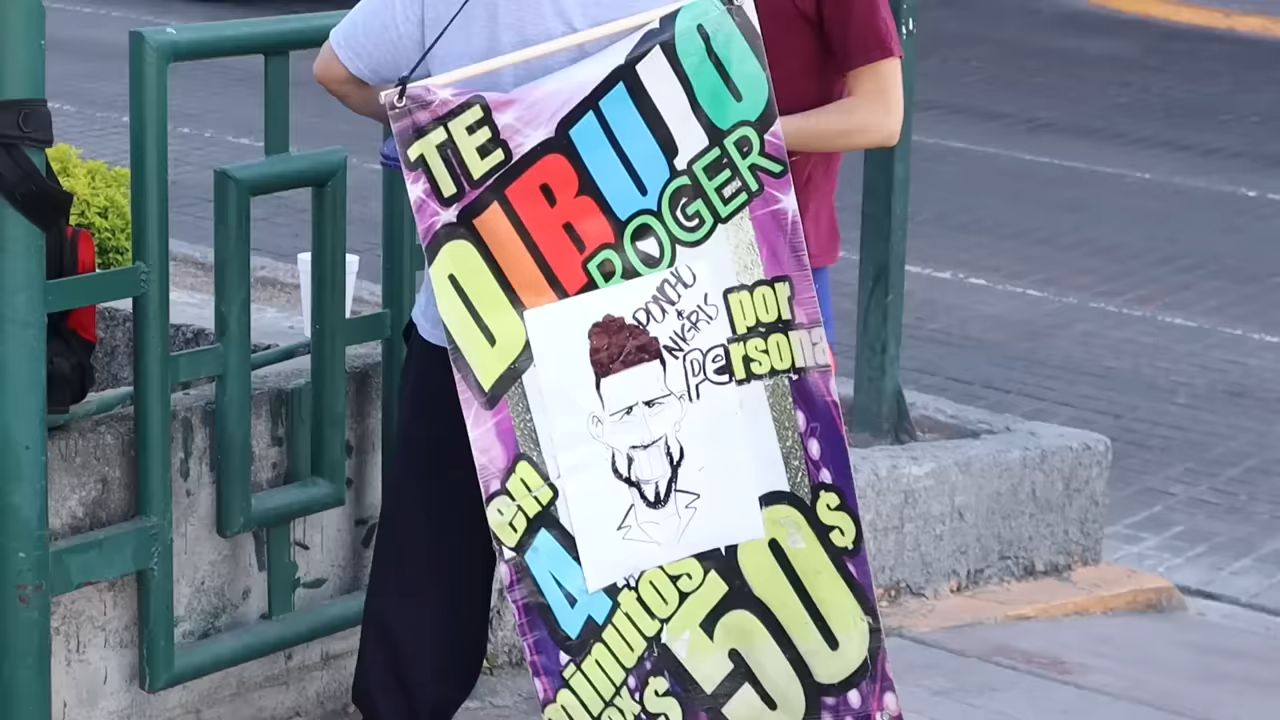 TE
DIBUJO
ROGER
PONCHO
&
NIGRIS
por
persona
en
4
minutos
$50$